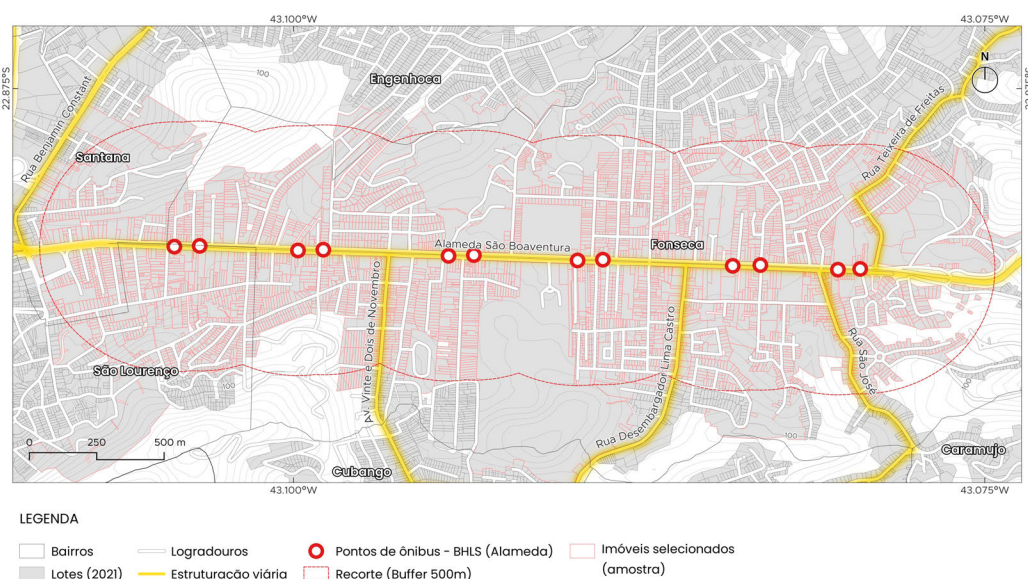 43.100°W
43.075°W
22.875°S
N
100
Engenhoca
Rua Benjamin Constant
Rua Teixeira de Freitas
Santana
Alameda São Boaventura
Fonseca
Av. Vinte e Dois de Novembro
Rua Desembargador Lima Castro
Rua São José
São Lourenço
100
100
100
0 250 500 m
Cubango
Caramujo
43.100°W
43.075°W
LEGENDA
Bairros
Logradouros
Pontos de ônibus - BHLS (Alameda)
Imóveis selecionados
(amostra)
Lotes (2021)
Estruturação viária
Recorte (Buffer 500m)